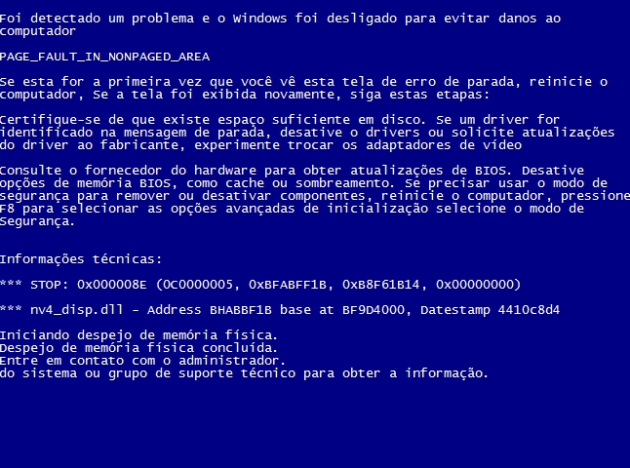 Foi detectado um problema e o Windows foi desligado para evitar danos ao
computador
PAGE_FAULT_IN_NONPAGED_AREA
Se esta for a primeira vez que você vê esta tela de erro de parada, reinicie o
computador, Se a tela foi exibida novamente, siga estas etapas:
Certifique-se de que existe espaço suficiente em disco. Se um driver for
identificado na mensagem de parada, desative o drivers ou solicite atualizações
do driver ao fabricante, experimente trocar os adaptadores de vídeo
Consulte o fornecedor do hardware para obter atualizações de BIOS. Desative
opções de memória BIOS, como cache ou sombreamento. Se precisar usar o modo de
segurança para remover ou desativar componentes, reinicie o computador, pressione
F8 para selecionar as opções avançadas de inicialização selecione o modo de
Segurança.
Informações técnicas:
*** STOP: 0x000008E (0C0000005, 0xBFABFF1B, 0xB8F61B14, 0x00000000)
*** nv4_disp.dll - Address BHABBF1B base at BF9D4000, Datestamp 4410c8d4
Iniciando despejo de memória física.
Despejo de memória física concluída.
Entre em contato com o administrador.
do sistema ou grupo de suporte técnico para obter a informação.